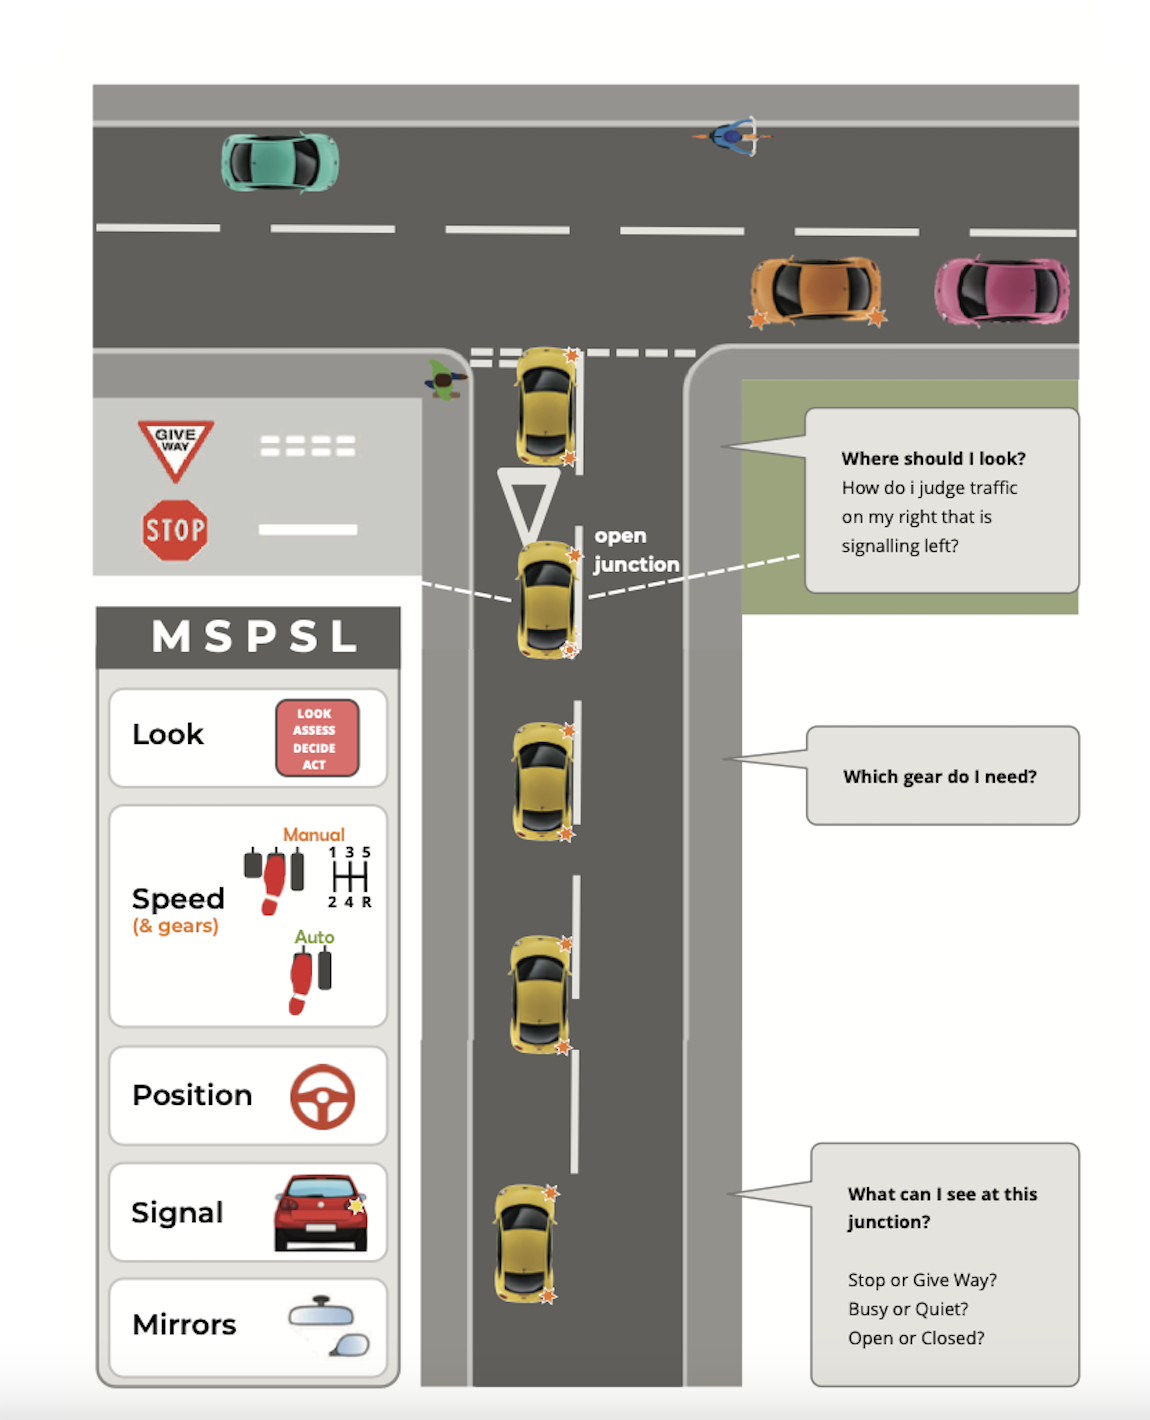 GIVE
WAY
STOP
open
junction
Where should I look?
How do i judge traffic
on my right that is
signalling left?
M S P S L
Look
LOOK
ASSESS
DECIDE
ACT
Which gear do I need?
Speed
(& gears)
Manual
1 3 5
2 4 R
Auto
Position
Signal
Mirrors
What can I see at this
junction?
Stop or Give Way?
Busy or Quiet?
Open or Closed?